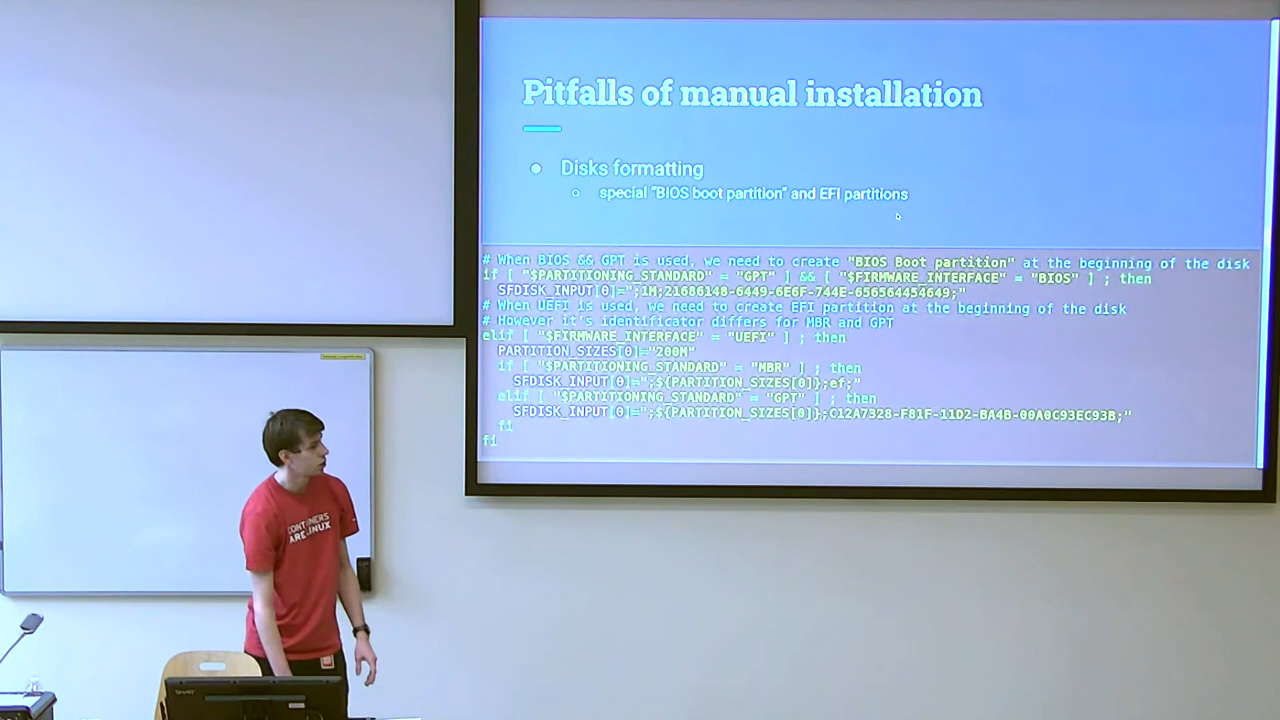 Pitfalls of manual installation
Disks formatting
special “BIOS boot partition” and EFI partitions
# When BIOS && GPT is used, we need to create "BIOS Boot partition" at the beginning of the disk
if [ "$PARTITIONING_STANDARD" = "GPT" ] && [ "$FIRMWARE_INTERFACE" = "BIOS" ] ; then
SFDISK_INPUT[0]=";1M;21686148-6449-6E6F-744E-656564454649;"
# When UEFI is used, we need to create EFI partition at the beginning of the disk
# However it's identificator differs for MBR and GPT
elif [ "$FIRMWARE_INTERFACE" = "UEFI" ] ; then
PARTITION_SIZES[0]="200M"
if [ "$PARTITIONING_STANDARD" = "MBR" ] ; then
SFDISK_INPUT[0]=";${PARTITION_SIZES[0]};ef;"
elif [ "$PARTITIONING_STANDARD" = "GPT" ] ; then
SFDISK_INPUT[0]=";${PARTITION_SIZES[0]};C12A7328-F81F-11D2-BA4B-00A0C93EC93B;"
fi
fi
CONTAINERS
ARE LINUX